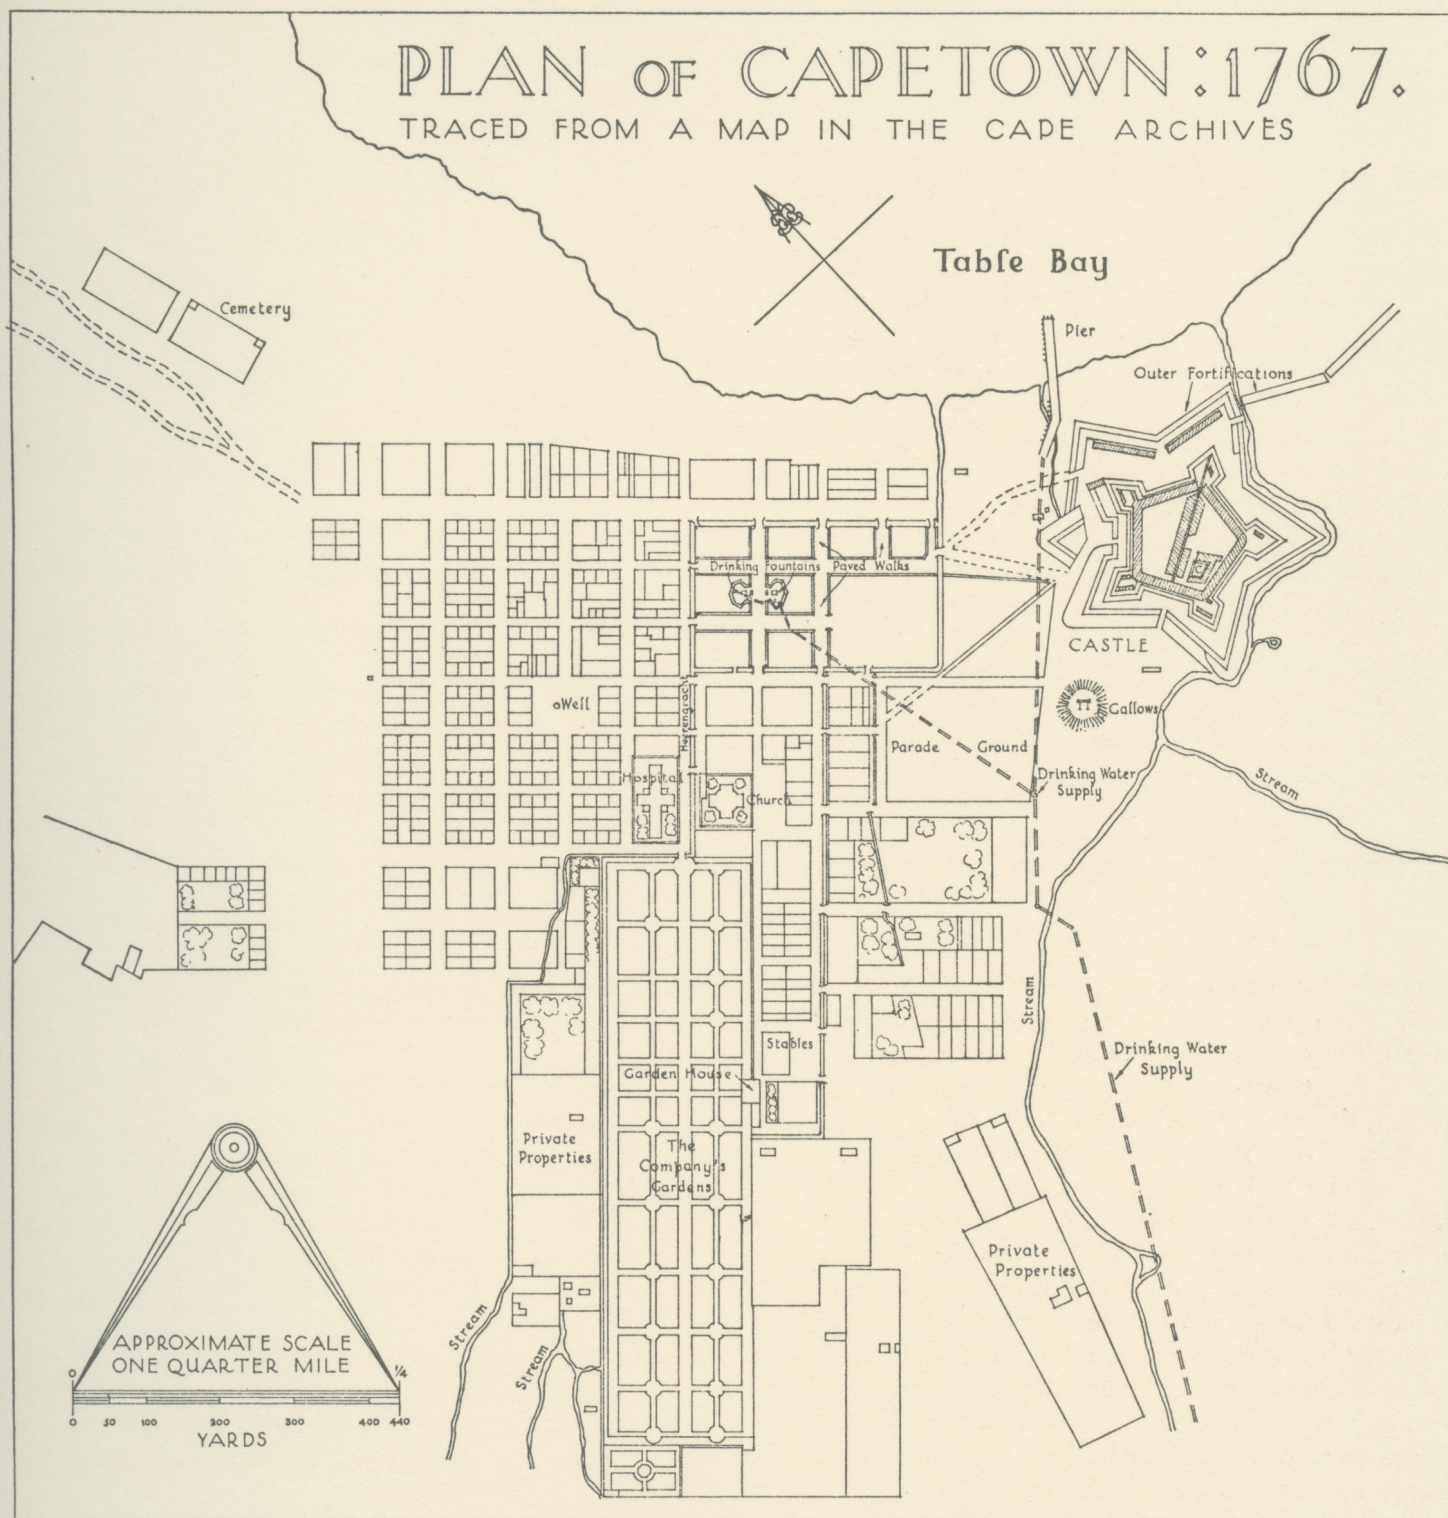 PLAN OF CAPETOWN : 1767.
TRACED FROM A MAP IN THE CAPE ARCHIVES
Table Bay
Cemetery
Pier
Outer Fortifications
Drinking Fountains
Paved Walks
CASTLE
Well
Herrengracht
Gallows
Parade Ground
Hospital
Church
Drinking Water
Supply
Stream
Stream
Stables
Garden House
Drinking Water
Supply
Private
Properties
The
Company's
Gardens
Private
Properties
Stream
Stream
APPROXIMATE SCALE
ONE QUARTER MILE
0 ¼
0 50 100 200 300 400 440
YARDS